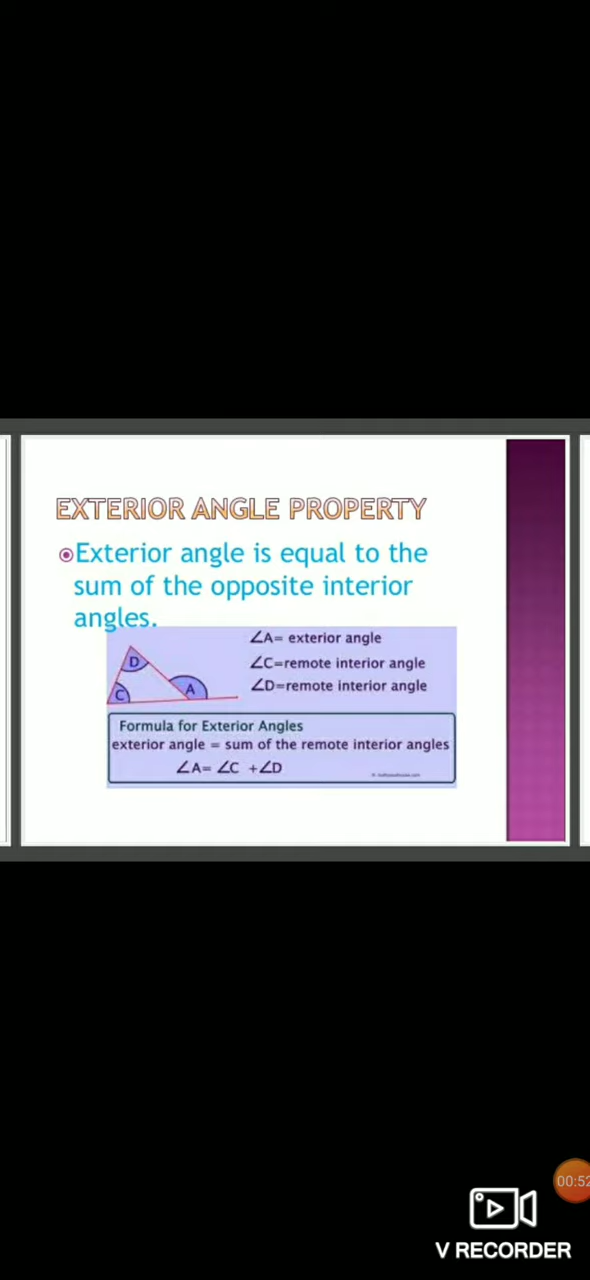 EXTERIOR ANGLE PROPERTY
Exterior angle is equal to the
sum of the opposite interior
angles.
∠A= exterior angle
D
∠C=remote interior angle
C
A
∠D=remote interior angle
Formula for Exterior Angles
exterior angle = sum of the remote interior angles
∠A= ∠C +∠D
00:52
V RECORDER